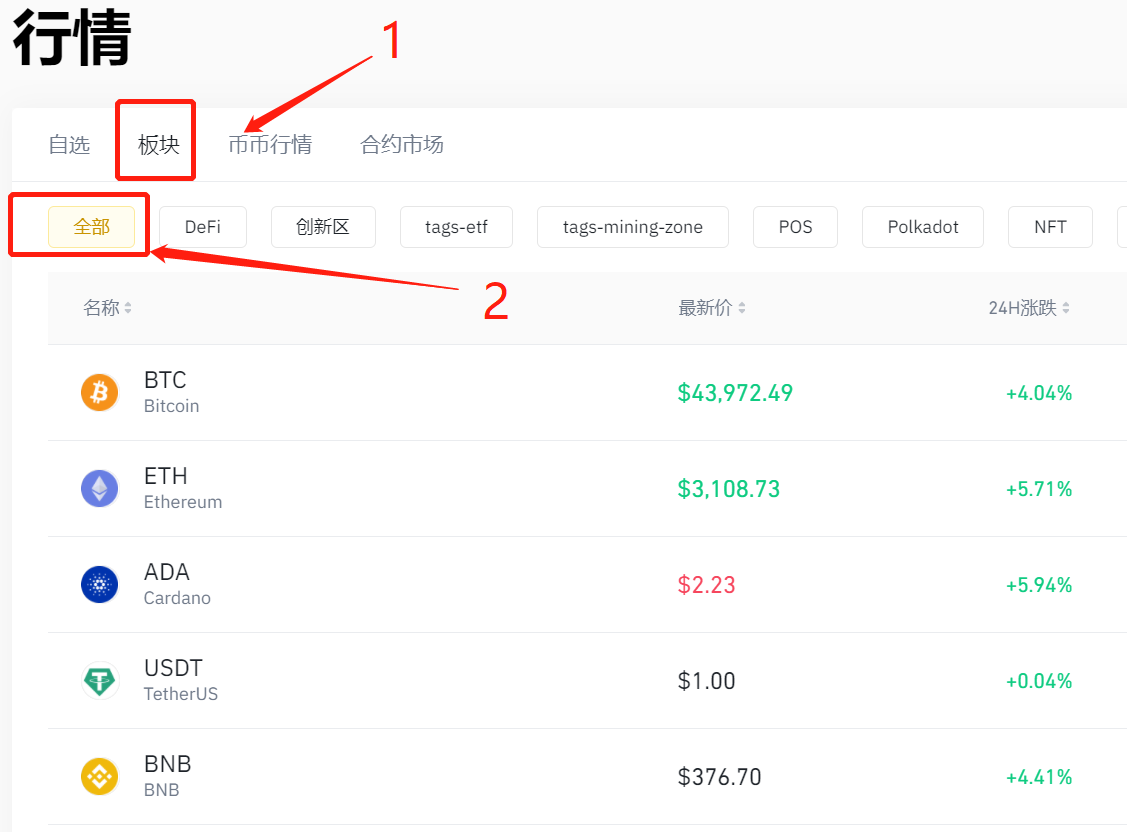 行情
1
自选 板块 币币行情 合约市场
全部 DeFi 创新区 tags-etf tags-mining-zone POS Polkadot NFT
2
名称 最新价 24H涨跌
BTC
Bitcoin
$43,972.49 +4.04%
ETH
Ethereum
$3,108.73 +5.71%
ADA
Cardano
$2.23 +5.94%
USDT
TetherUS
$1.00 +0.04%
BNB
BNB
$376.70 +4.41%